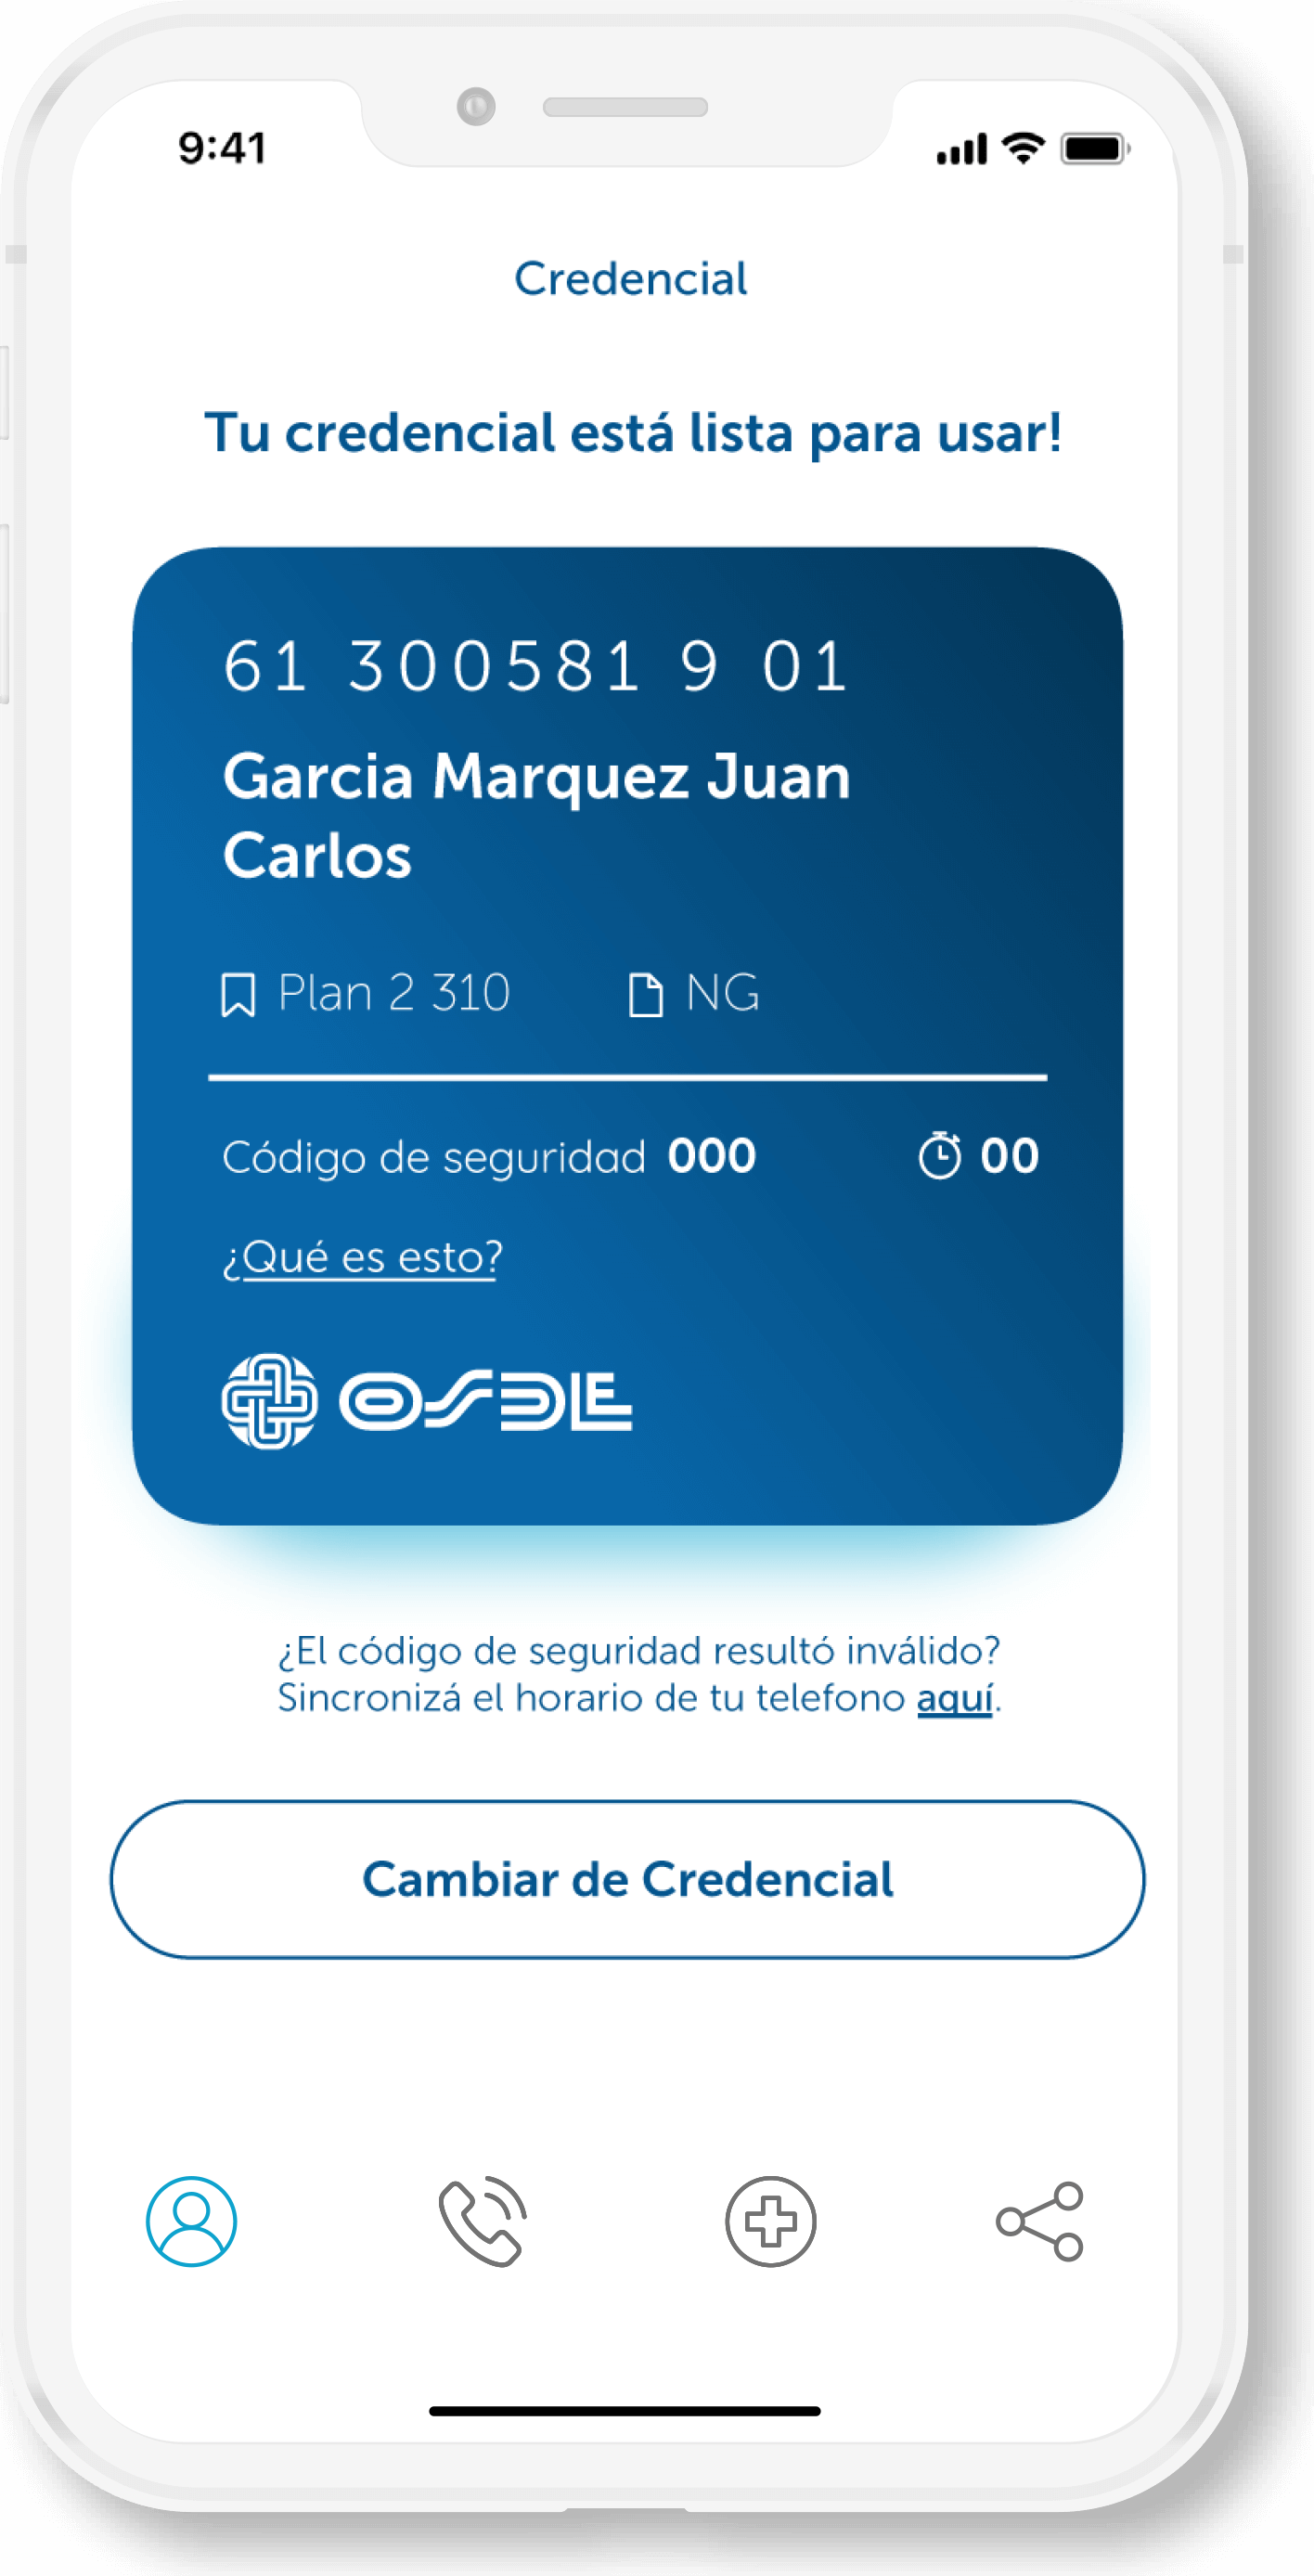 9:41
Credencial
Tu credencial está lista para usar!
61 300581 9 01
Garcia Marquez Juan
Carlos
Plan 2 310 NG
Código de seguridad 000 00
¿Qué es esto?
OSDE
¿El código de seguridad resultó inválido?
Sincronizá el horario de tu telefono aquí.
Cambiar de Credencial